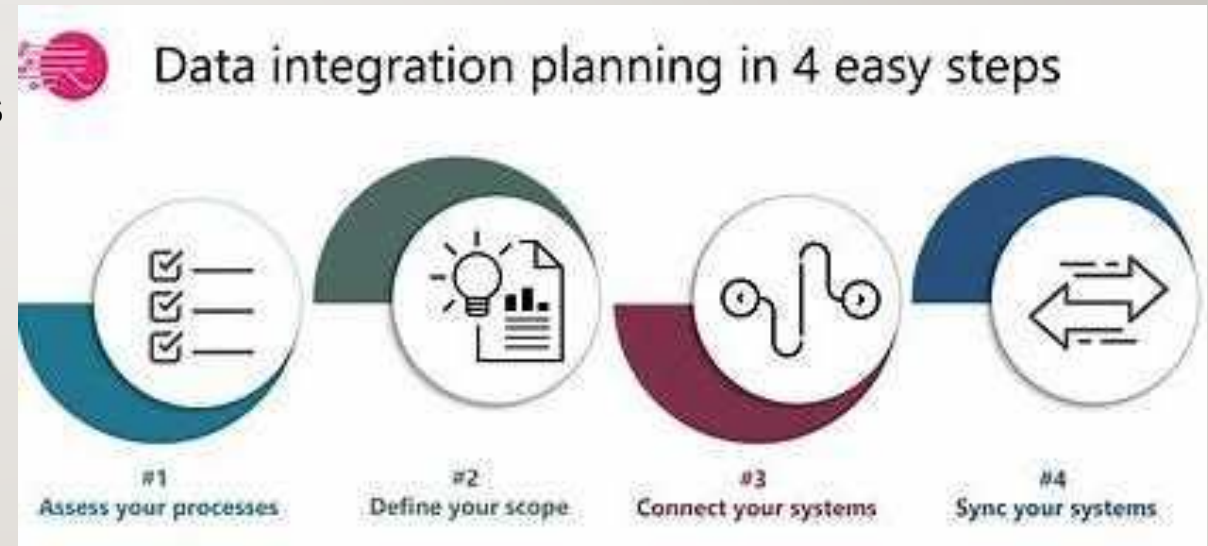 Data integration planning in 4 easy steps
#1
Assess your processes
#2
Define your scope
#3
Connect your systems
#4
Sync your systems